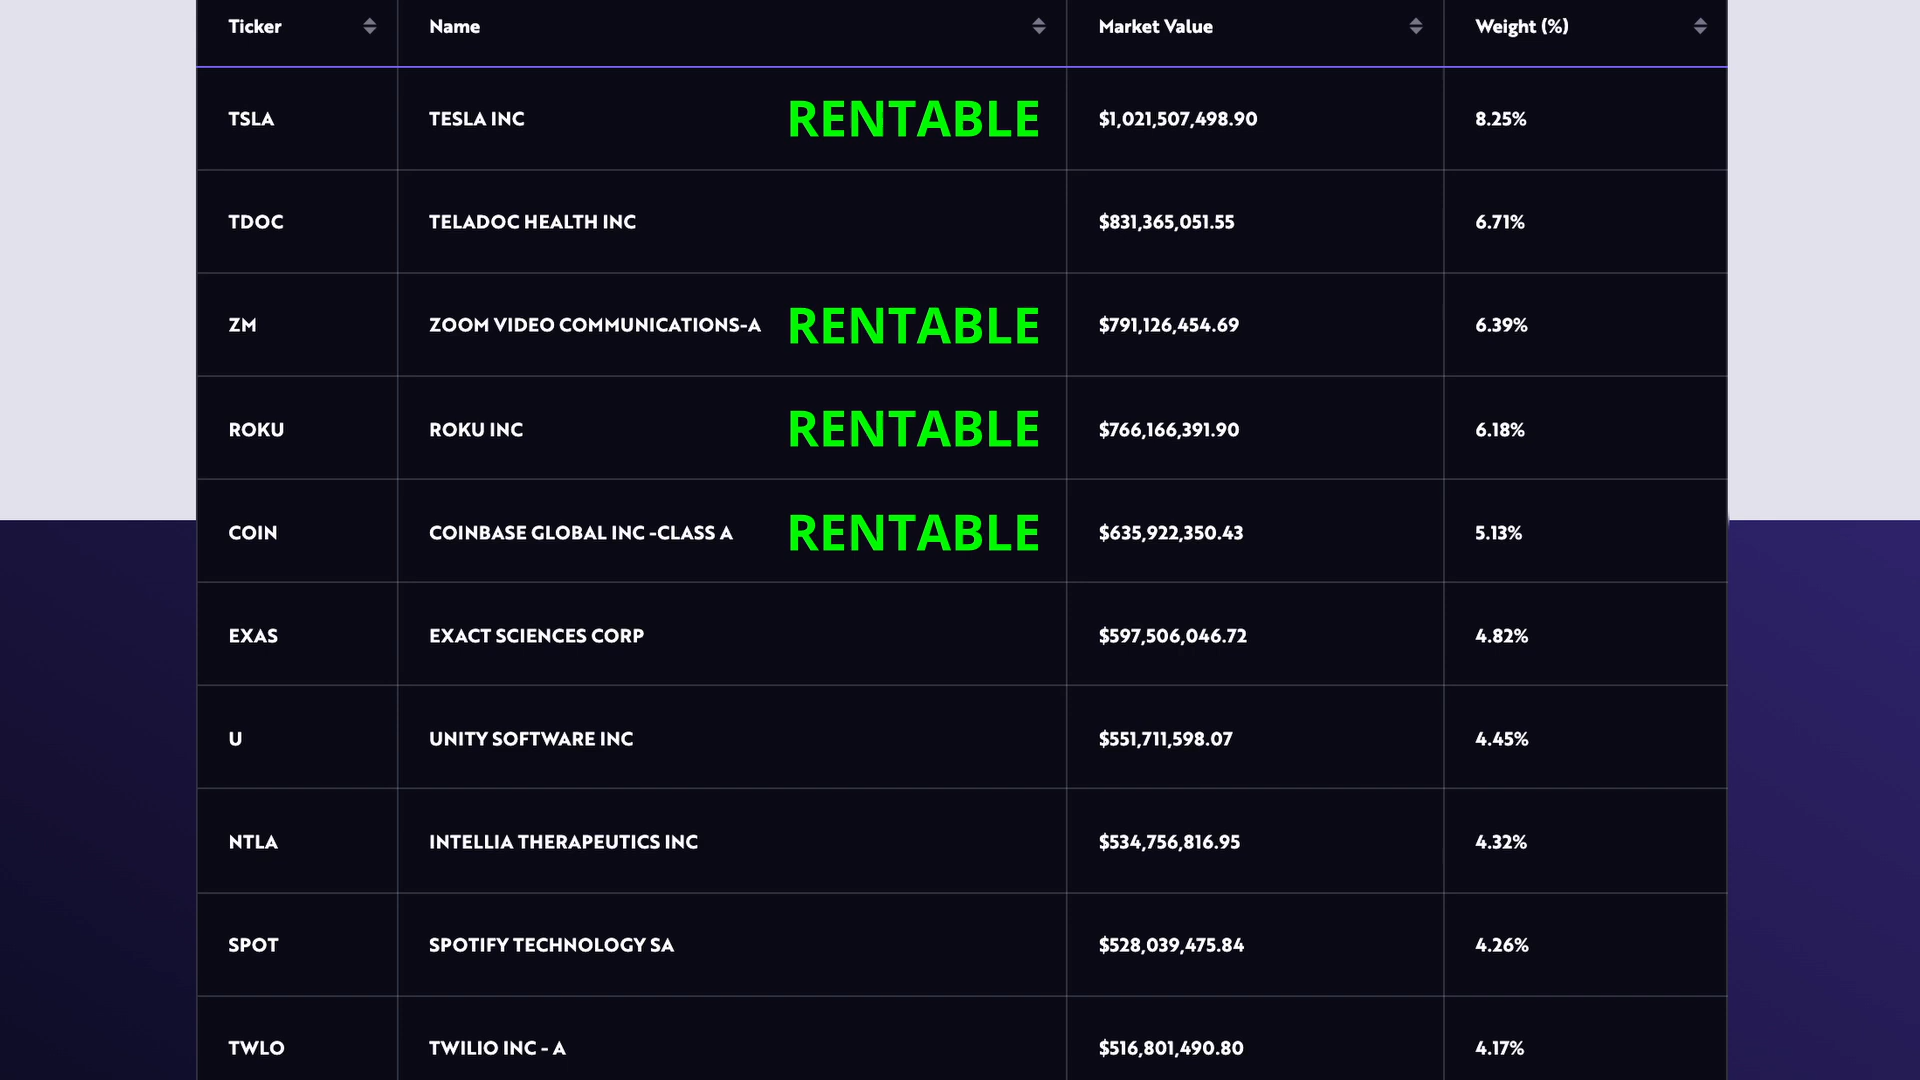 Ticker Name Market Value Weight (%)
TSLA TESLA INC RENTABLE $1,021,507,498.90 8.25%
TDOC TELADOC HEALTH INC $831,365,051.55 6.71%
ZM ZOOM VIDEO COMMUNICATIONS-A RENTABLE $791,126,454.69 6.39%
ROKU ROKU INC RENTABLE $766,166,391.90 6.18%
COIN COINBASE GLOBAL INC -CLASS A RENTABLE $635,922,350.43 5.13%
EXAS EXACT SCIENCES CORP $597,506,046.72 4.82%
U UNITY SOFTWARE INC $551,711,598.07 4.45%
NTLA INTELLIA THERAPEUTICS INC $534,756,816.95 4.32%
SPOT SPOTIFY TECHNOLOGY SA $528,039,475.84 4.26%
TWLO TWILIO INC - A $516,801,490.80 4.17%